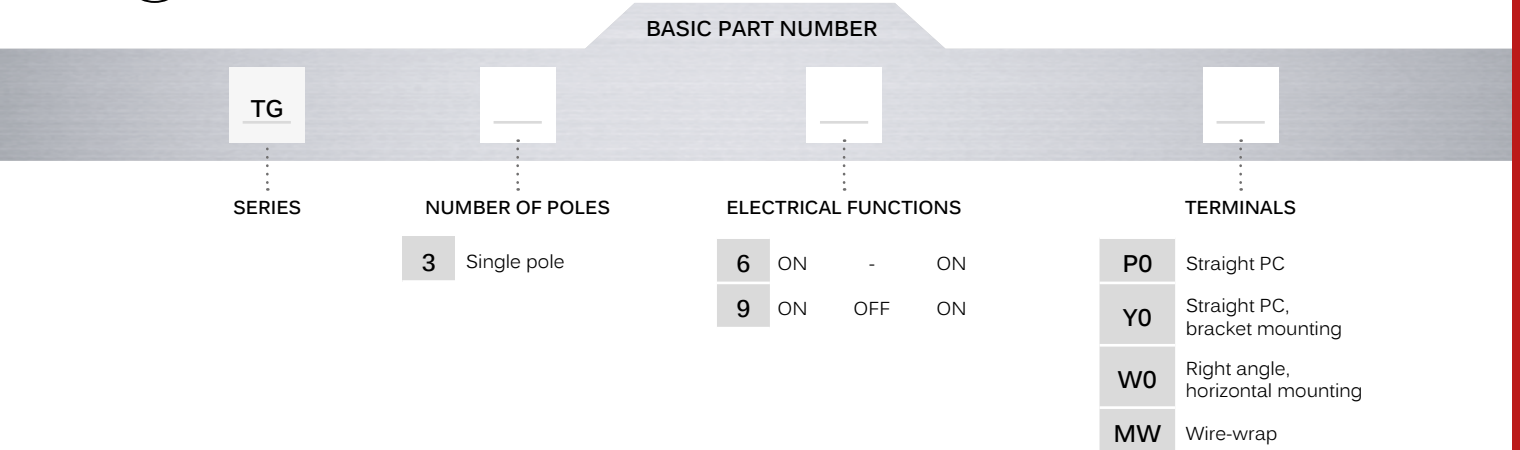 BASIC PART NUMBER
TG
SERIES
NUMBER OF POLES
ELECTRICAL FUNCTIONS
TERMINALS
3 Single pole
6 ON - ON
9 ON OFF ON
P0 Straight PC
Y0 Straight PC,
bracket mounting
W0 Right angle,
horizontal mounting
MW Wire-wrap